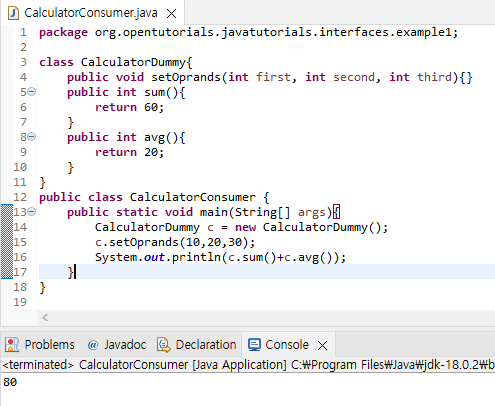 CalculatorConsumer.java
1 package org.opentutorials.javatutorials.interfaces.example1;
2
3 class CalculatorDummy{
4     public void setOprands(int first, int second, int third){}
5     public int sum(){
6         return 60;
7     }
8     public int avg(){
9         return 20;
10     }
11 }
12 public class CalculatorConsumer {
13     public static void main(String[] args){
14         CalculatorDummy c = new CalculatorDummy();
15         c.setOprands(10,20,30);
16         System.out.println(c.sum()+c.avg());
17     }
18 }
19
Problems @ Javadoc Declaration Console
<terminated> CalculatorConsumer [Java Application] C:₩Program Files₩Java₩jdk-18.0.2₩b
80